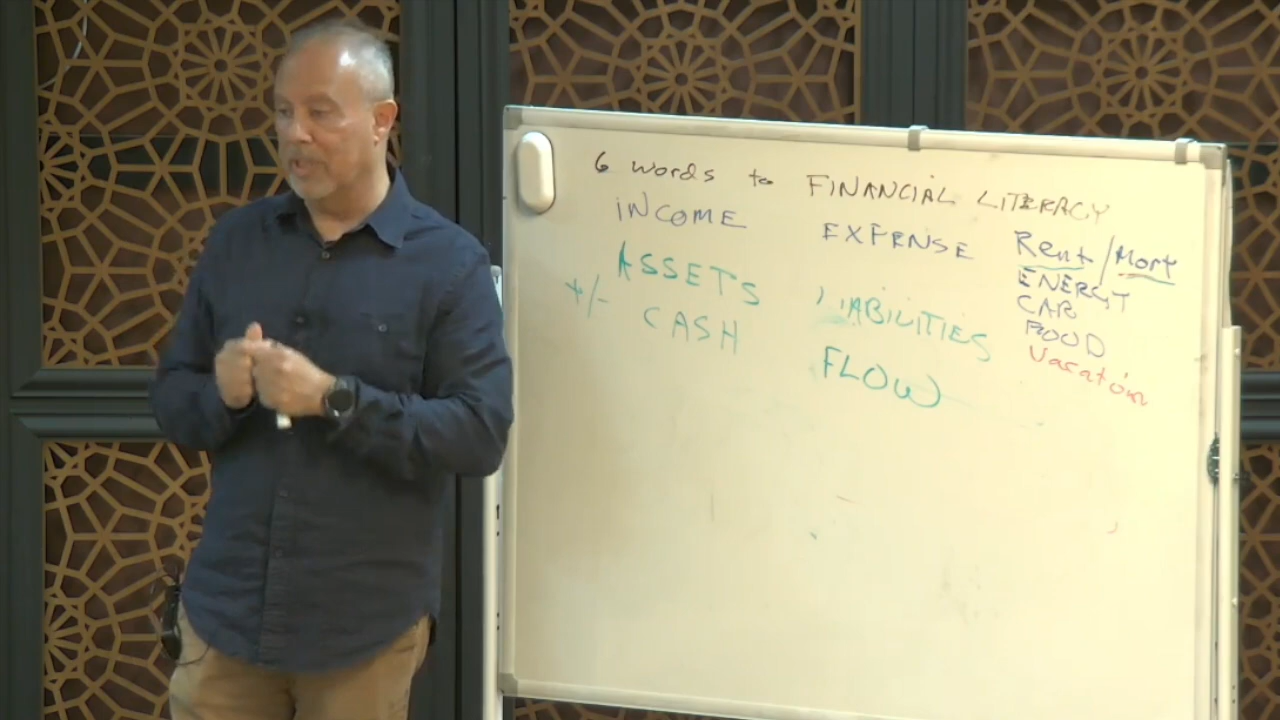 6 words to FINANCIAL LITERACY
INCOME EXPENSE Rent/Mort
ENERGY
CAR
FOOD
Vacation
ASSETS LIABILITIES
+/- CASH FLOW